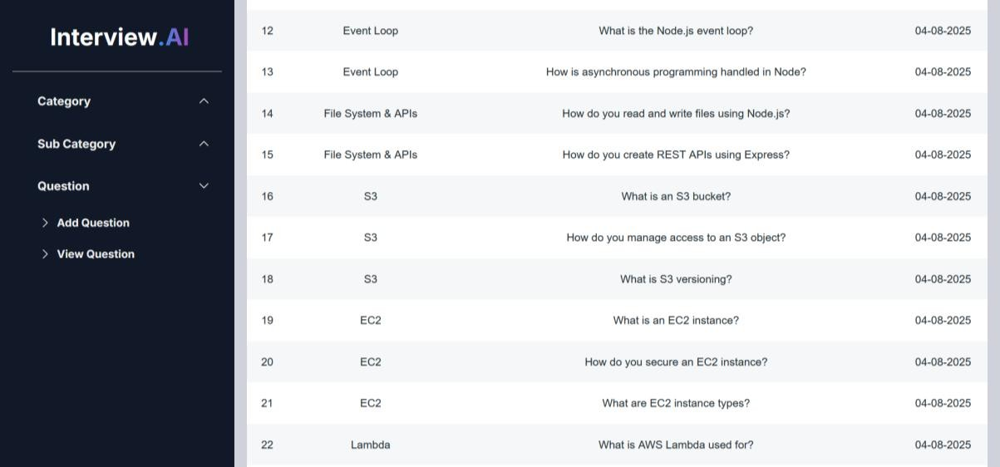 Interview.AI
Category
Sub Category
Question
Add Question
View Question
12 Event Loop What is the Node.js event loop? 04-08-2025
13 Event Loop How is asynchronous programming handled in Node? 04-08-2025
14 File System & APIs How do you read and write files using Node.js? 04-08-2025
15 File System & APIs How do you create REST APIs using Express? 04-08-2025
16 S3 What is an S3 bucket? 04-08-2025
17 S3 How do you manage access to an S3 object? 04-08-2025
18 S3 What is S3 versioning? 04-08-2025
19 EC2 What is an EC2 instance? 04-08-2025
20 EC2 How do you secure an EC2 instance? 04-08-2025
21 EC2 What are EC2 instance types? 04-08-2025
22 Lambda What is AWS Lambda used for? 04-08-2025